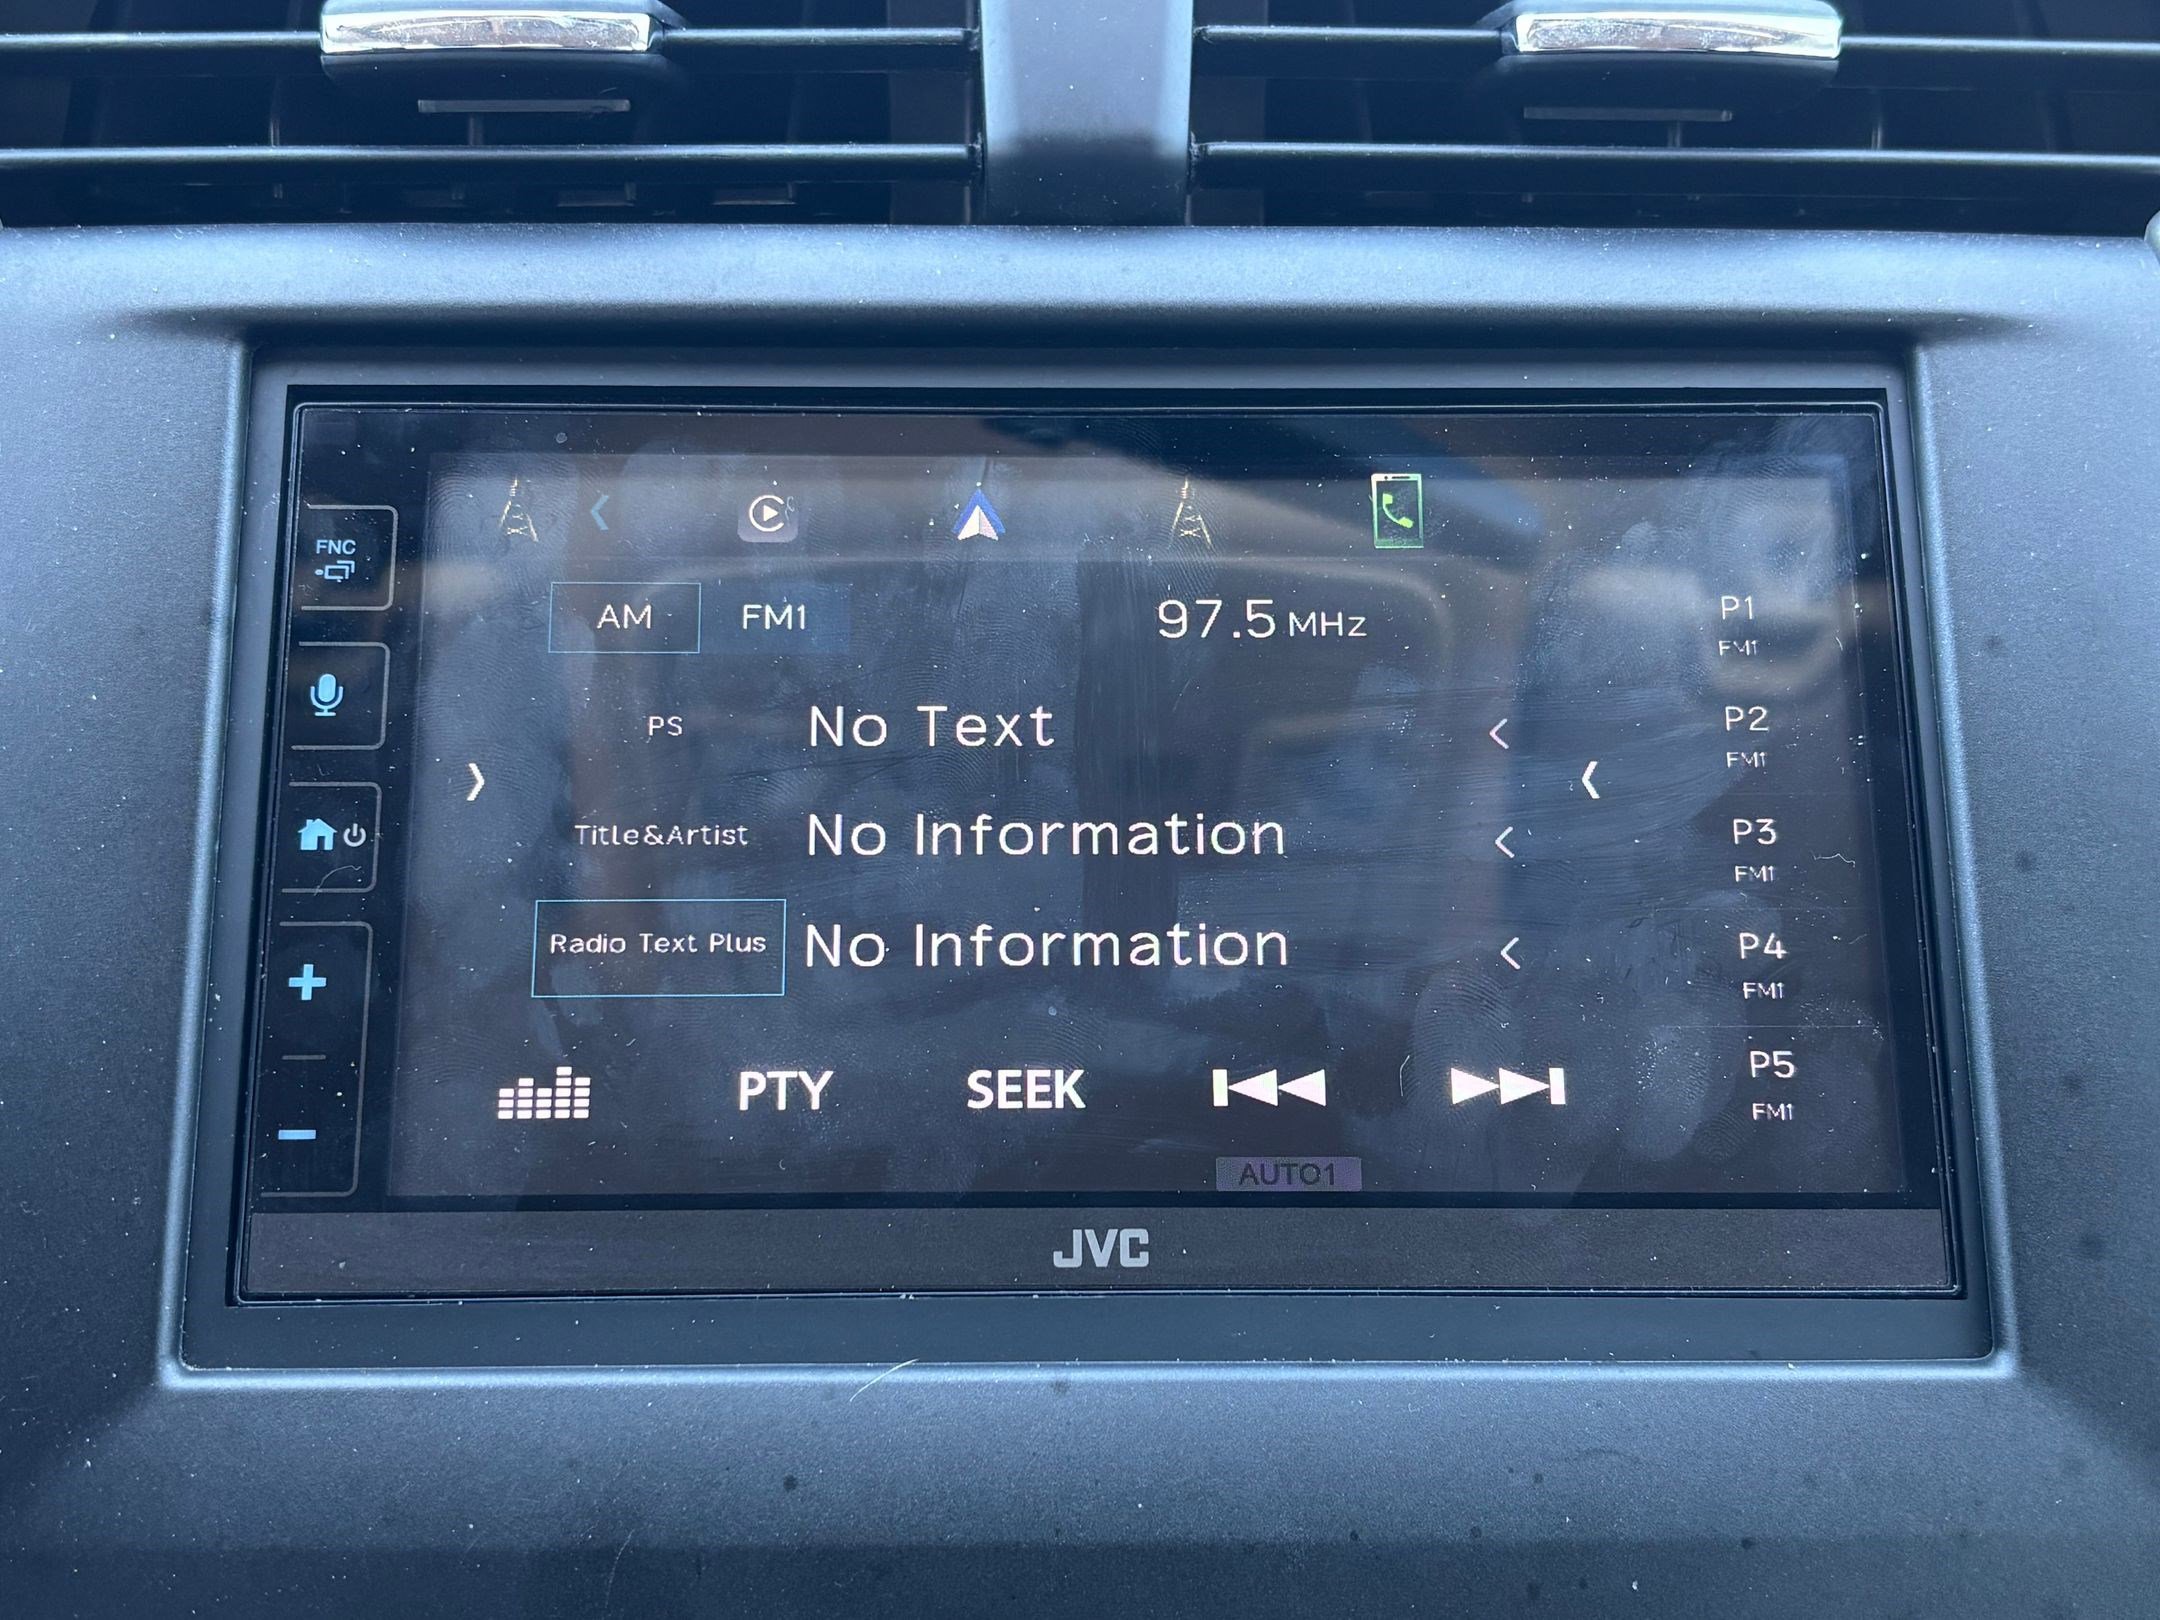 FNC
AM FM1 97.5 MHz
PS No Text
Title&Artist No Information
Radio Text Plus No Information
PTY SEEK
AUTO1
P1
FM1
P2
FM1
P3
FM1
P4
FM1
P5
FM1
JVC